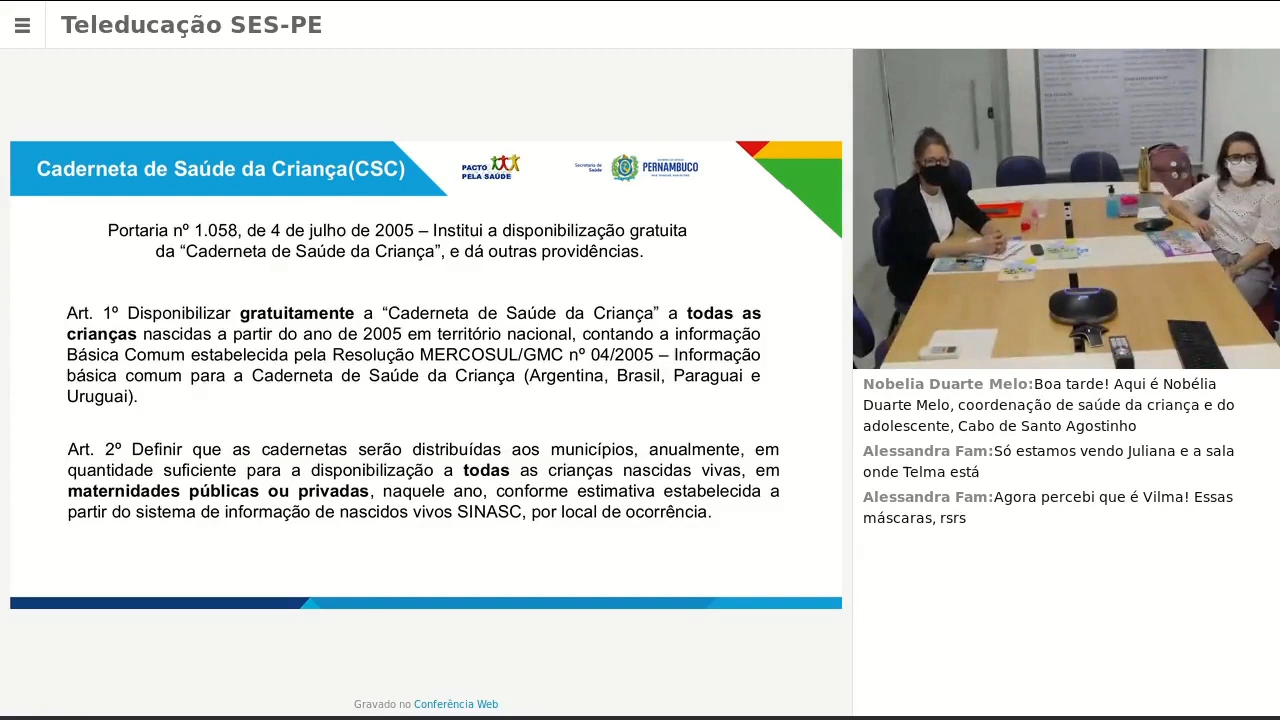 Teleducação SES-PE
Caderneta de Saúde da Criança(CSC)
PACTO
PELA SAÚDE
Secretaria de
Saúde
PERNAMBUCO
Portaria nº 1.058, de 4 de julho de 2005 – Institui a disponibilização gratuita
da “Caderneta de Saúde da Criança”, e dá outras providências.
Art. 1º Disponibilizar gratuitamente a “Caderneta de Saúde da Criança” a todas as
crianças nascidas a partir do ano de 2005 em território nacional, contando a informação
Básica Comum estabelecida pela Resolução MERCOSUL/GMC nº 04/2005 – Informação
básica comum para a Caderneta de Saúde da Criança (Argentina, Brasil, Paraguai e
Uruguai).
Art. 2º Definir que as cadernetas serão distribuídas aos municípios, anualmente, em
quantidade suficiente para a disponibilização a todas as crianças nascidas vivas, em
maternidades públicas ou privadas, naquele ano, conforme estimativa estabelecida a
partir do sistema de informação de nascidos vivos SINASC, por local de ocorrência.
Nobelia Duarte Melo:Boa tarde! Aqui é Nobélia
Duarte Melo, coordenação de saúde da criança e do
adolescente, Cabo de Santo Agostinho
Alessandra Fam:Só estamos vendo Juliana e a sala
onde Telma está
Alessandra Fam:Agora percebi que é Vilma! Essas
máscaras, rsrs
Gravado no Conferência Web